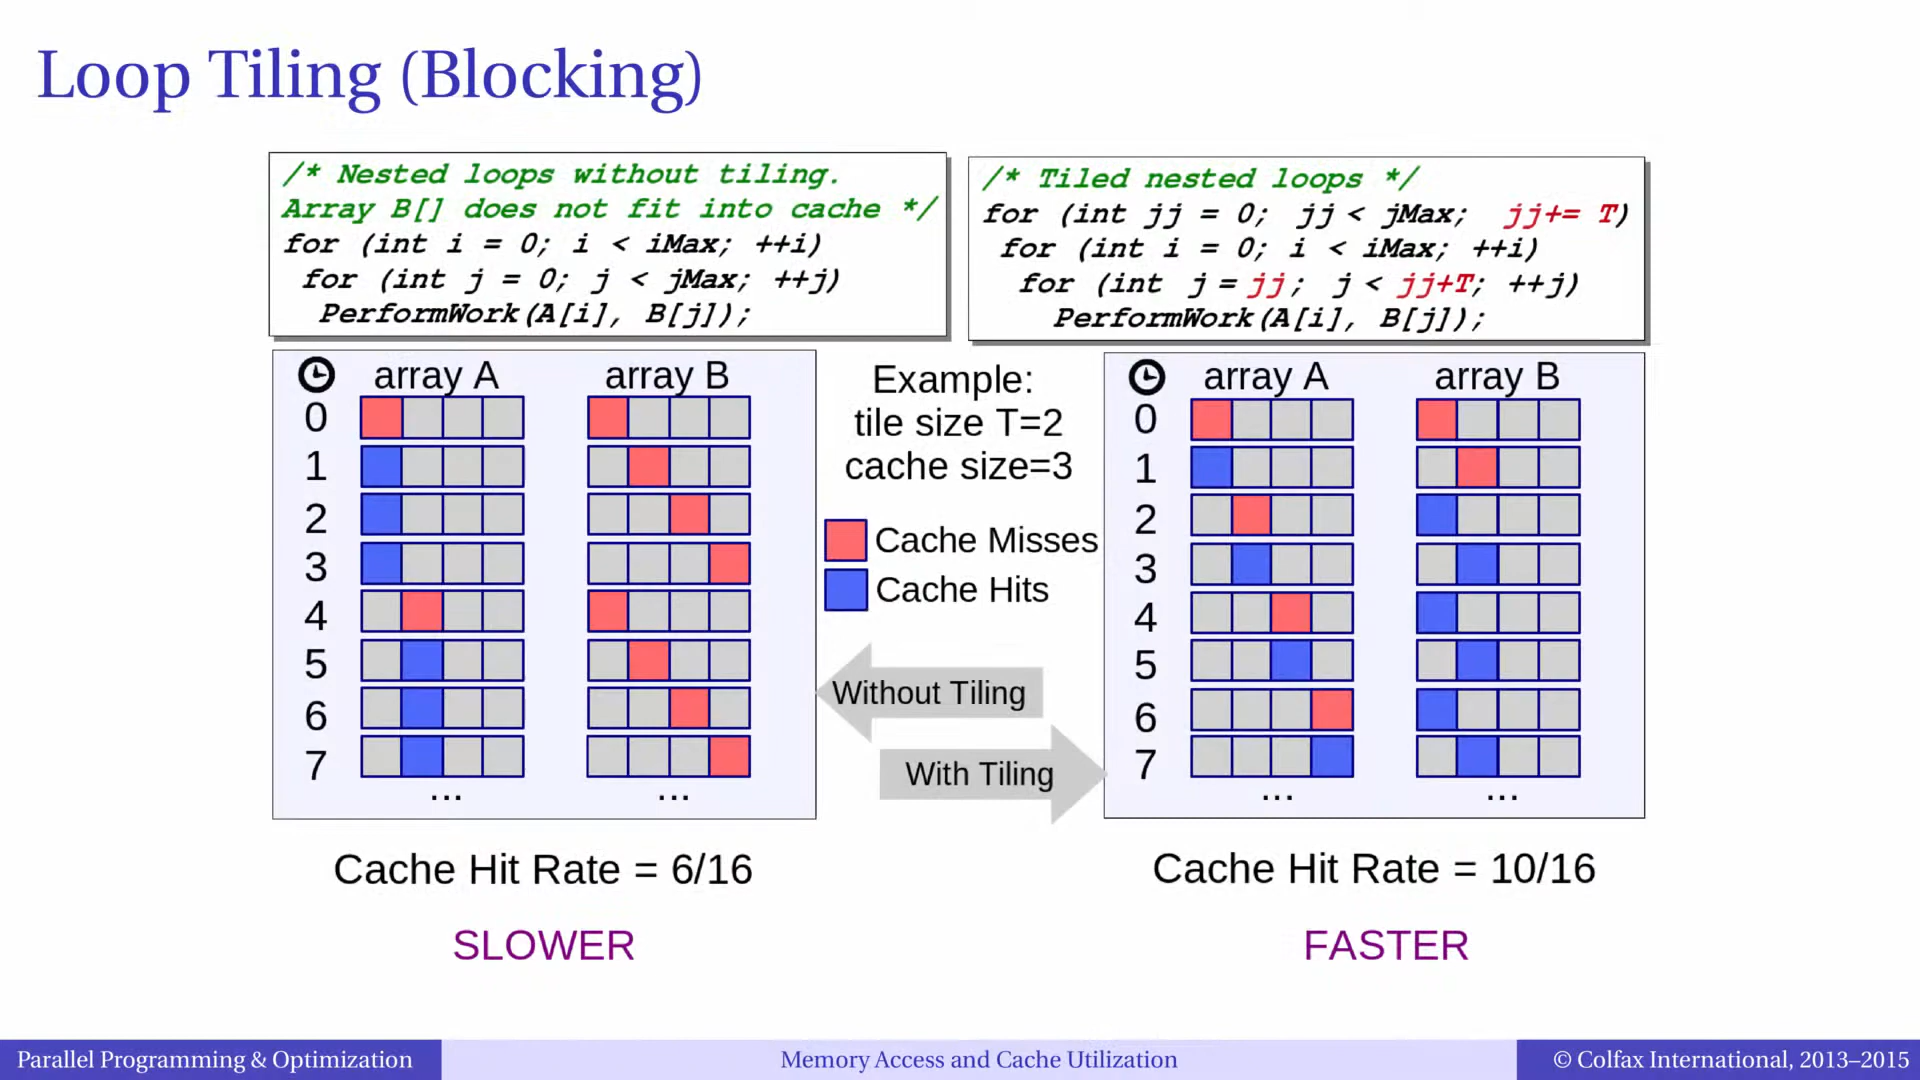 Loop Tiling (Blocking)
/* Nested loops without tiling.
Array B[] does not fit into cache */
for (int i = 0; i < iMax; ++i)
for (int j = 0; j < jMax; ++j)
PerformWork(A[i], B[j]);
/* Tiled nested loops */
for (int jj = 0; jj < jMax; jj+= T)
for (int i = 0; i < iMax; ++i)
for (int j = jj; j < jj+T; ++j)
PerformWork(A[i], B[j]);
array A array B
0
1
2
3
4
5
6
7
... ...
Example:
tile size T=2
cache size=3
Cache Misses
Cache Hits
Without Tiling
With Tiling
array A array B
0
1
2
3
4
5
6
7
... ...
Cache Hit Rate = 6/16
Cache Hit Rate = 10/16
SLOWER
FASTER
Parallel Programming & Optimization
Memory Access and Cache Utilization
© Colfax International, 2013–2015